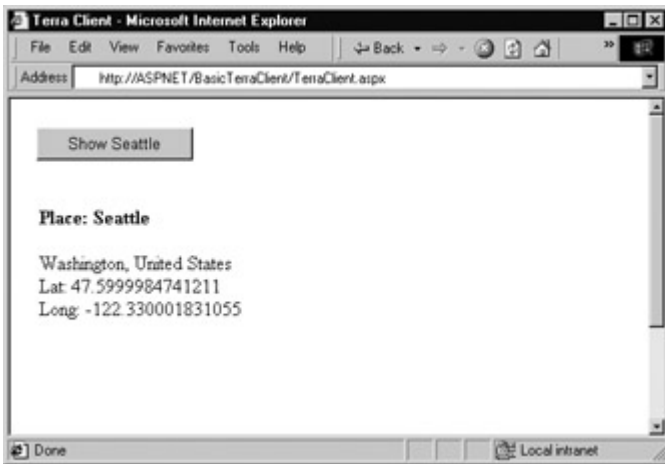 Terra Client - Microsoft Internet Explorer
File Edit View Favorites Tools Help Back »
Address http://ASPNET/BasicTerraClient/TerraClient.aspx
Show Seattle
Place: Seattle
Washington, United States
Lat: 47.5999984741211
Long: -122.330001831055
Done Local intranet